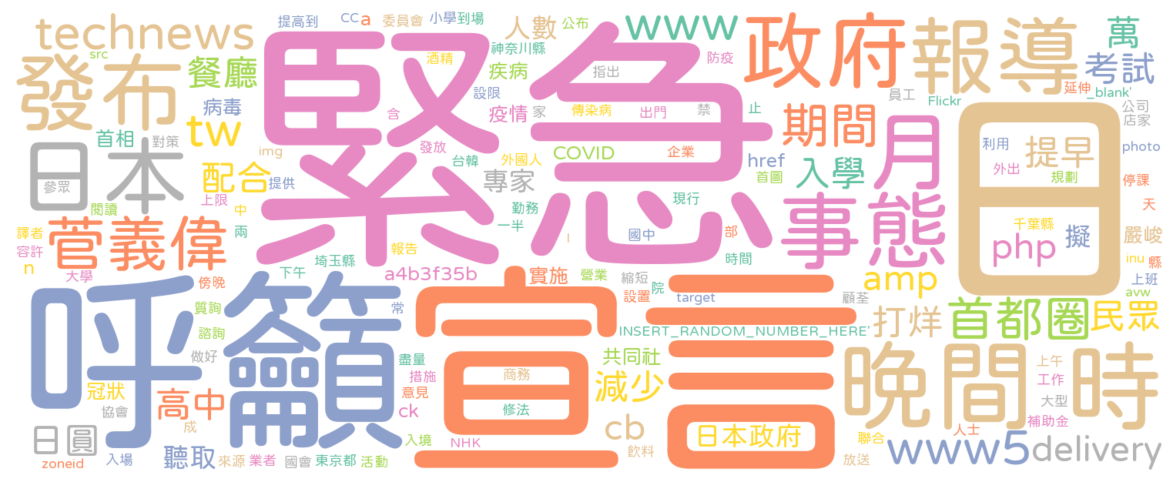 提高到
CC
a
委員會
小學
到場
人數
公布
www
政府
報導
萬
technews
src
緊急
酒精
神奈川縣
疾病
指出
防疫
考試
發布
餐廳
設限
延伸
_blank'
病毒
疫情
家
傳染病
出門
禁
止
員工
Flickr
公司
店家
首相
對策
tw
含
期間
月
日
利用
提早
photo
日本
img
發放
台韓
外國人
COVID
企業
href
首圖
入學
外出
規劃
參眾
配合
提供
專家
停課
閱讀
上限
中
兩
勤務
一半
現行
事態
天
千葉縣
譯者
菅義偉
報告
l
國中
部
php
擬
嚴峻
容許
n
大學
傍晚
下午
埼玉縣
a4b3f35b
實施
營業
時間
縮短
院
amp
inu
縣
上班
avw
呼籲
宣言
常
設置
target
顧荃
質詢
諮詢
INSERT_RANDOM_NUMBER_HERE'
打烊
首都圈
民眾
做好
盡量
措施
意見
商務
共同社
減少
晚間
時
上午
工作
冠狀
協會
高中
成
ck
修法
大型
補助金
人士
日圓
入境
NHK
cb
日本政府
聯合
www5
delivery
zoneid
入場
聽取
來源
業者
國會
東京都
活動
飲料
放送